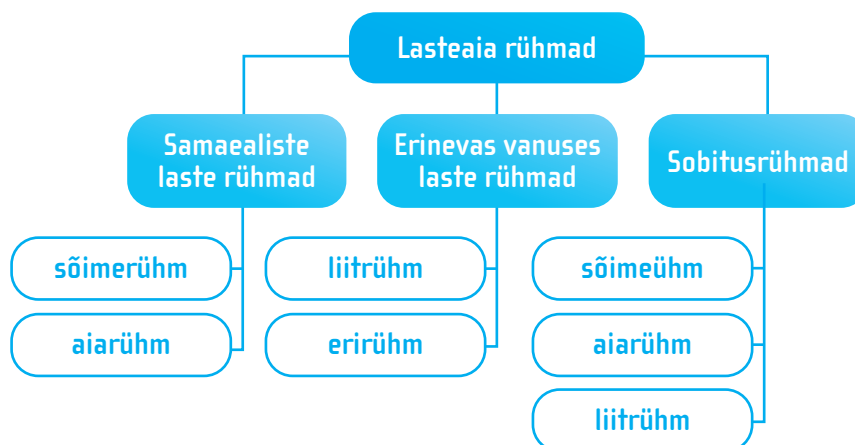 Lasteaia rühmad
Samaealiste
laste rühmad
Erinevas vanuses
laste rühmad
Sobitusrühmad
sõimerühm
aiarühm
liitrühm
erirühm
sõimeühm
aiarühm
liitrühm